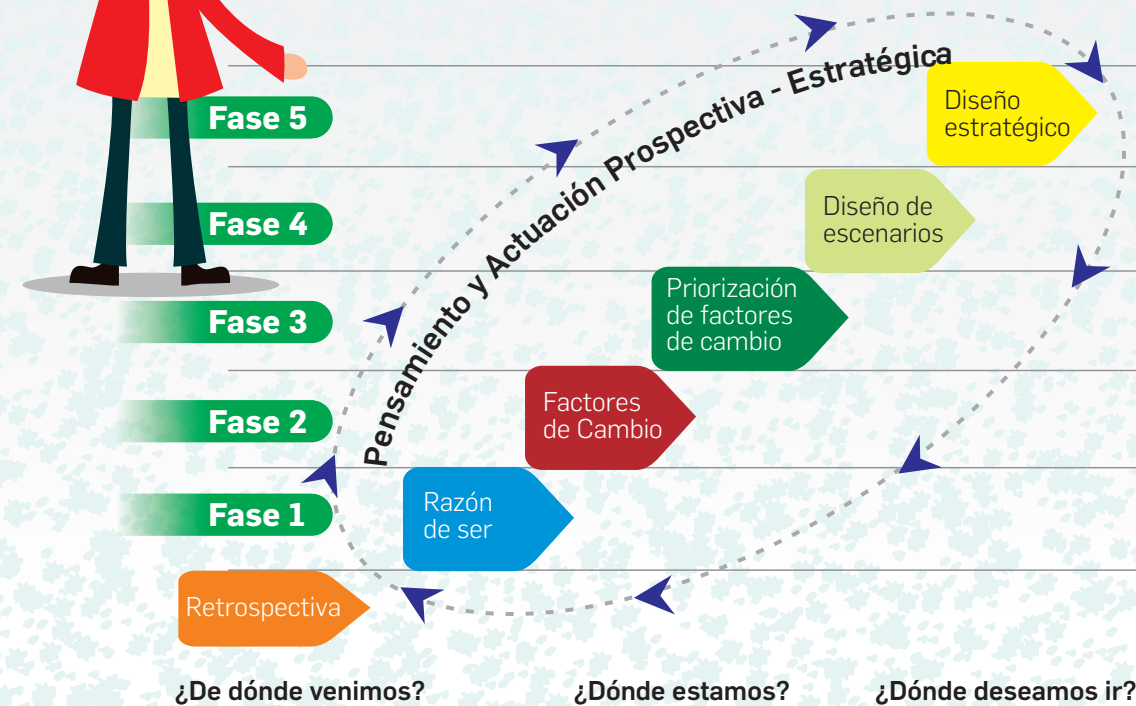 Pensamiento y Actuación Prospectiva - Estratégica
Fase 5
Diseño
estratégico
Fase 4
Diseño de
escenarios
Fase 3
Priorización
de factores
de cambio
Fase 2
Factores
de Cambio
Fase 1
Razón
de ser
Retrospectiva
¿De dónde venimos?
¿Dónde estamos?
¿Dónde deseamos ir?